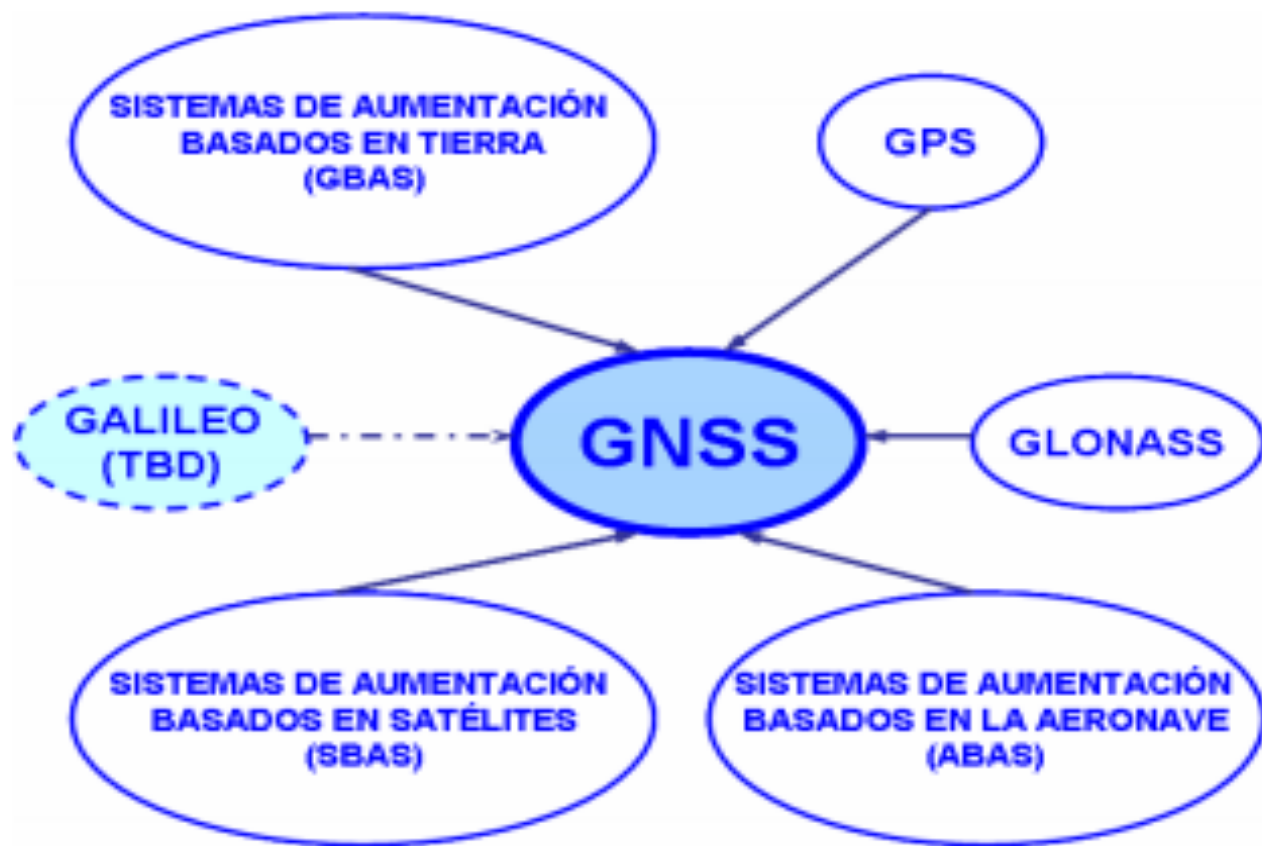 SISTEMAS DE AUMENTACIÓN
BASADOS EN TIERRA
(GBAS)
GPS
GALILEO
(TBD)
GNSS
GLONASS
SISTEMAS DE AUMENTACIÓN
BASADOS EN SATÉLITES
(SBAS)
SISTEMAS DE AUMENTACIÓN
BASADOS EN LA AERONAVE
(ABAS)